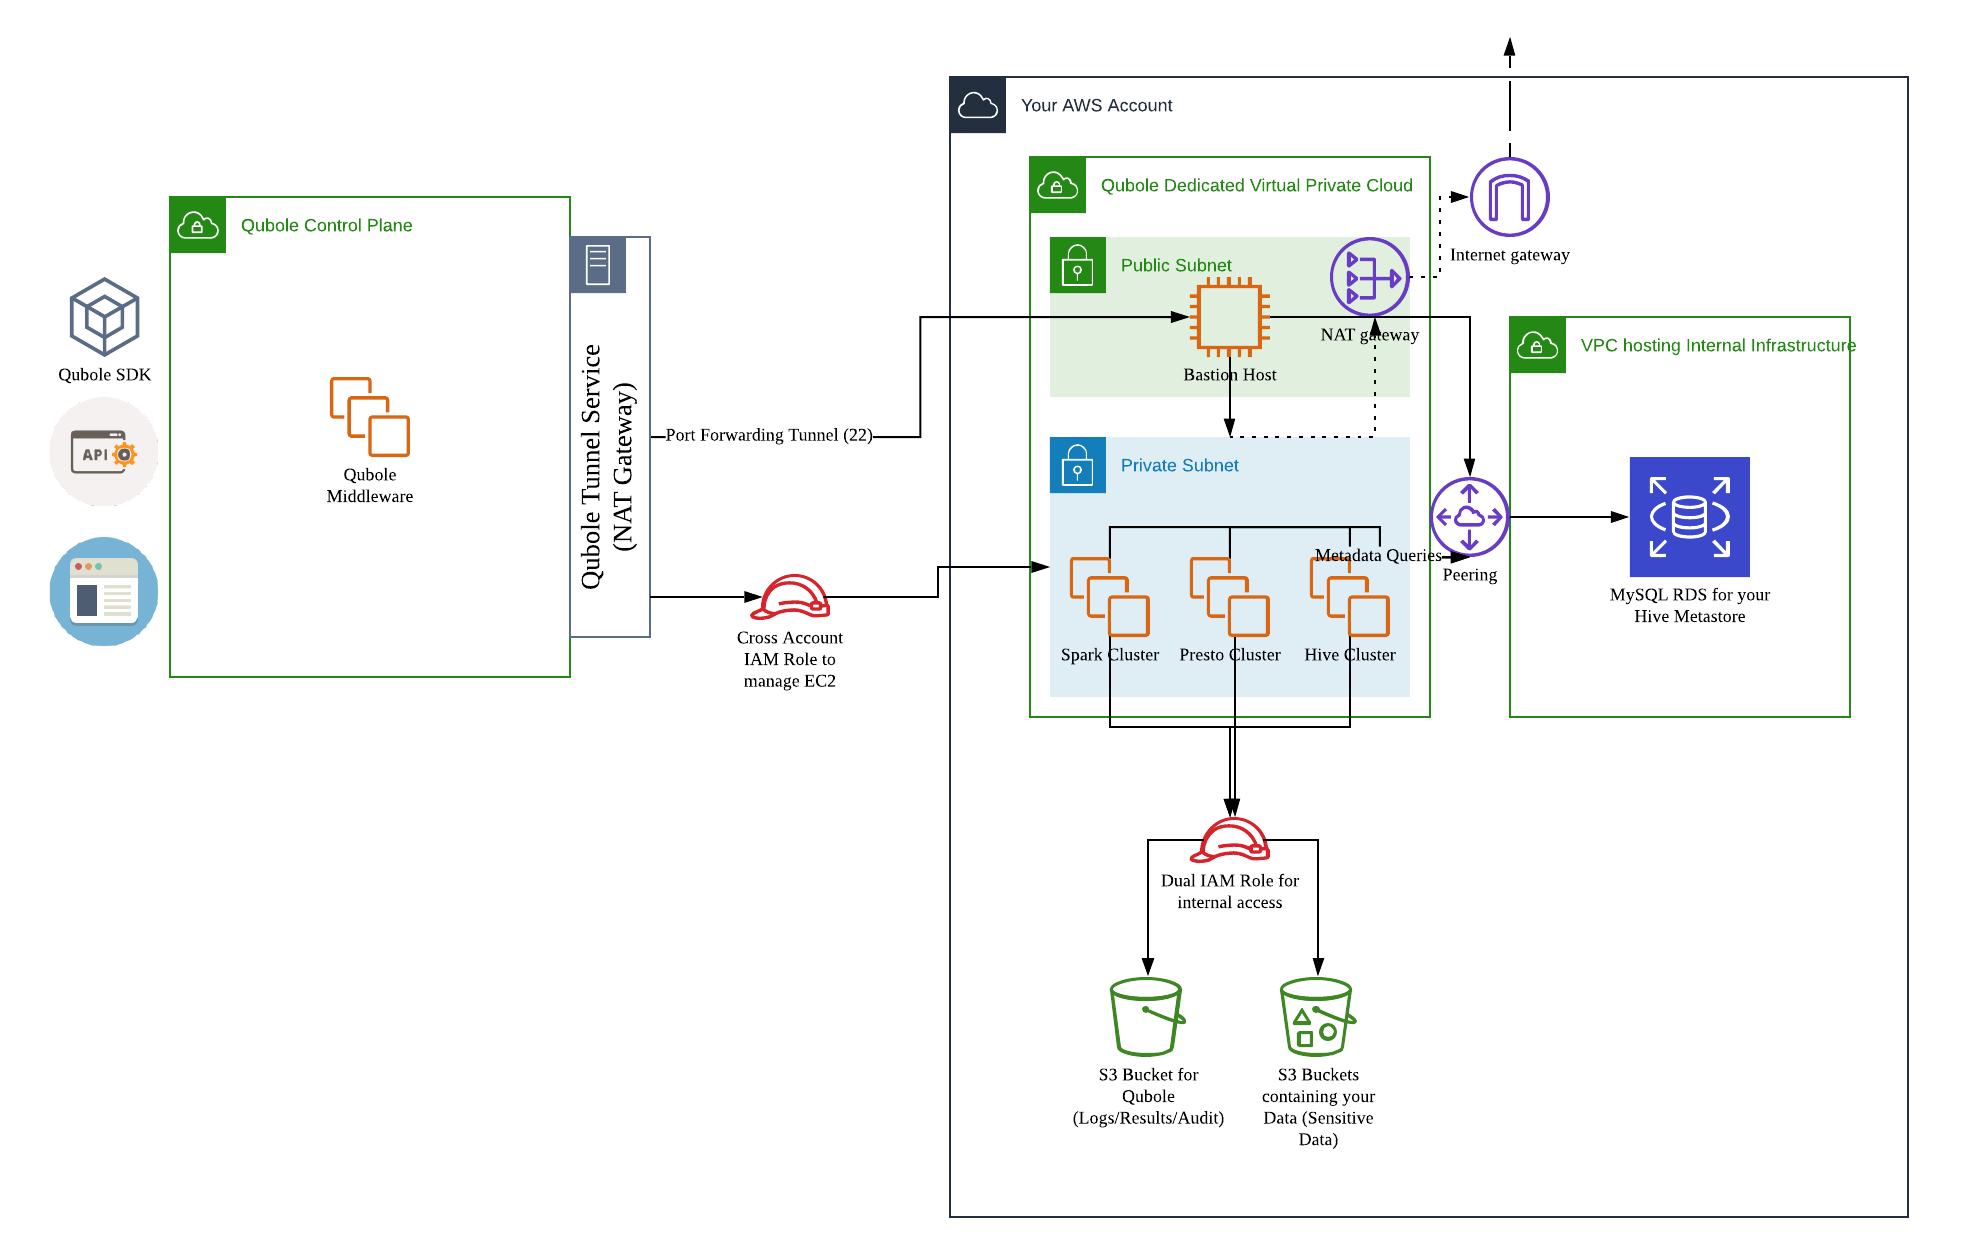 Your AWS Account
Qubole Dedicated Virtual Private Cloud
Qubole Control Plane
Internet gateway
Public Subnet
NAT gateway
Bastion Host
VPC hosting Internal Infrastructure
Qubole SDK
API
Qubole
Middleware
Qubole Tunnel Service
(NAT Gateway)
Port Forwarding Tunnel (22)
Private Subnet
Metadata Queries
Peering
MySQL RDS for your
Hive Metastore
Cross Account
IAM Role to
manage EC2
Spark Cluster
Presto Cluster
Hive Cluster
Dual IAM Role for
internal access
S3 Bucket for
Qubole
(Logs/Results/Audit)
S3 Buckets
containing your
Data (Sensitive
Data)